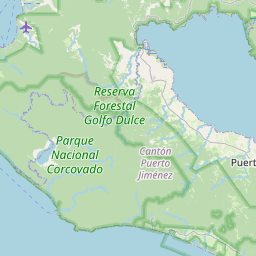 Reserva
Forestal
Golfo Dulce
Parque
Nacional
Corcovado
Cantón
Puerto
Jiménez
Puert